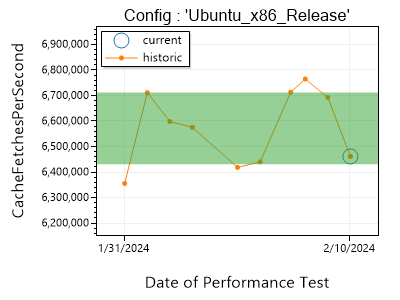 Config : 'Ubuntu_x86_Release'
CacheFetchesPerSecond
6,900,000
6,800,000
6,700,000
6,600,000
6,500,000
6,400,000
6,300,000
6,200,000
current
historic
1/31/2024
2/10/2024
Date of Performance Test